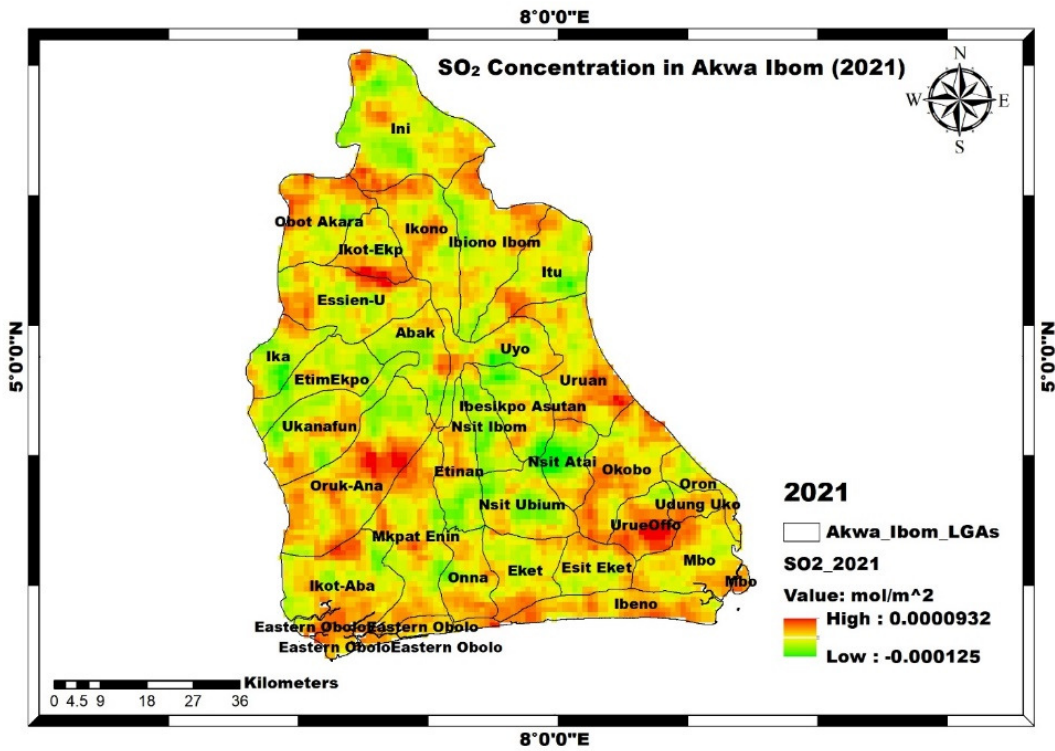 8°0'0"E
SO₂ Concentration in Akwa Ibom (2021)
N
W E
S
Ini
Obot Akara
Ikono
Ibiono Ibom
Ikot-Ekp
Itu
Essien-U
Abak
5°0'0"N
5°0'0"N
Uyo
Ika
EtimEkpo
Uruan
Ibesikpo Asutan
Ukanafun
Nsit Ibom
Etinan
Nsit Atai
Okobo
Oruk-Ana
Oron
2021
Nsit Ubium
Udung Uko
UrueOffo
Akwa_Ibom_LGAs
Mkpat Enin
Mbo
SO2_2021
Eket
Esit Eket
Onna
Ikot-Aba
Mbo
Value: mol/m^2
Ibeno
High : 0.0000932
Eastern Obolo
Eastern Obolo
Eastern Obolo
Eastern Obolo
Low : -0.000125
Kilometers
0 4.5 9 18 27 36
8°0'0"E